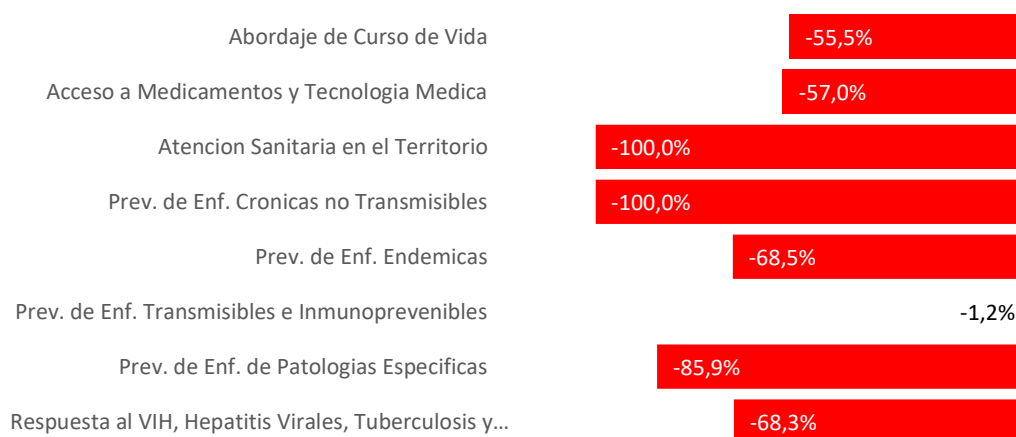 Abordaje de Curso de Vida -55,5%
Acceso a Medicamentos y Tecnologia Medica -57,0%
Atencion Sanitaria en el Territorio -100,0%
Prev. de Enf. Cronicas no Transmisibles -100,0%
Prev. de Enf. Endemicas -68,5%
Prev. de Enf. Transmisibles e Inmunoprevenibles -1,2%
Prev. de Enf. de Patologias Especificas -85,9%
Respuesta al VIH, Hepatitis Virales, Tuberculosis y… -68,3%